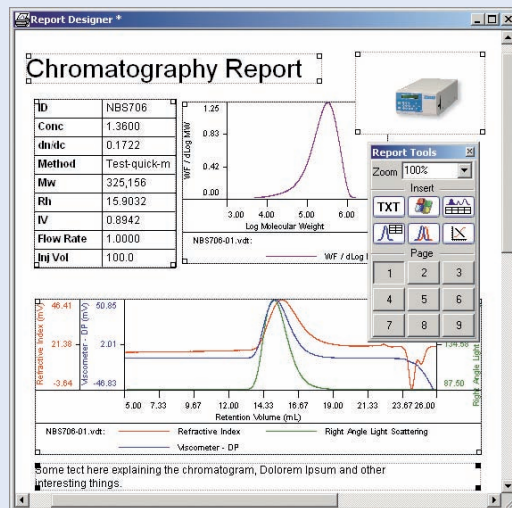 Report Designer *
Chromatography Report
ID NBS706
Conc 1.3600
dn/dc 0.1722
Method Test-quick-m
Mw 325,156
Rh 15.9032
IV 0.8942
Flow Rate 1.0000
Inj Vol 100.0
WF / dLog MW
1.25
0.83
0.42
0.00
3.00 4.00 5.00 6.00
Log Molecular Weight
NBS706-01.vdt:
WF / dLog
Report Tools
Zoom 100%
Insert
TXT
Page
1 2 3
4 5 6
7 8 9
Refractive Index (mV)
46.41
21.38
-3.64
Viscometer - DP (mV)
50.85
2.01
-46.83
134.58
87.50
Right Angle Light
5.00 7.33 9.67 12.00 14.33 16.67 19.00 21.33 23.67 26.00
Retention Volume (mL)
NBS706-01.vdt: Refractive Index Right Angle Light Scattering
Viscometer - DP
Some tect here explaining the chromatogram, Dolorem Ipsum and other
interesting things.